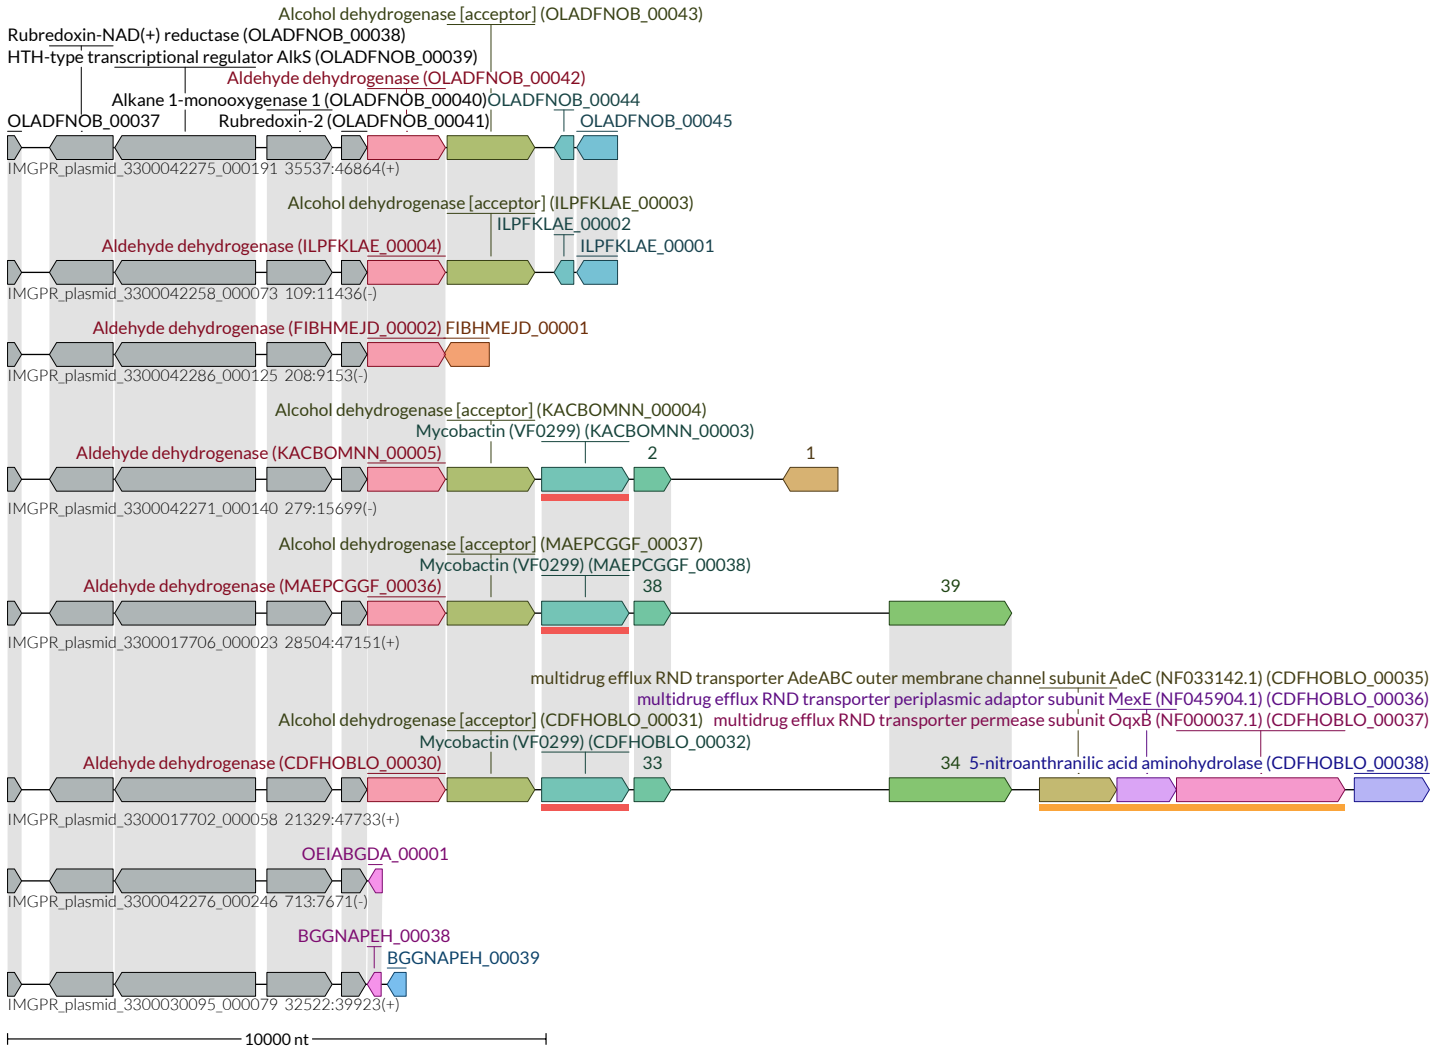 Alcohol dehydrogenase [acceptor] (OLADFNOB_00043)
Rubredoxin-NAD(+) reductase (OLADFNOB_00038)
HTH-type transcriptional regulator AlkS (OLADFNOB_00039)
Aldehyde dehydrogenase (OLADFNOB_00042)
Alkane 1-monooxygenase 1 (OLADFNOB_00040) OLADFNOB_00044
OLADFNOB_00037 Rubredoxin-2 (OLADFNOB_00041) OLADFNOB_00045
IMGPR_plasmid_3300042275_000191 35537:46864(+)
Alcohol dehydrogenase [acceptor] (ILPFKLAE_00003)
ILPFKLAE_00002
Aldehyde dehydrogenase (ILPFKLAE_00004) ILPFKLAE_00001
IMGPR_plasmid_3300042258_000073 109:11436(-)
Aldehyde dehydrogenase (FIBHMEJD_00002) FIBHMEJD_00001
IMGPR_plasmid_3300042286_000125 208:9153(-)
Alcohol dehydrogenase [acceptor] (KACBOMNN_00004)
Mycobactin (VF0299) (KACBOMNN_00003)
Aldehyde dehydrogenase (KACBOMNN_00005) 2 1
IMGPR_plasmid_3300042271_000140 279:15699(-)
Alcohol dehydrogenase [acceptor] (MAEPCGGF_00037)
Mycobactin (VF0299) (MAEPCGGF_00038)
Aldehyde dehydrogenase (MAEPCGGF_00036) 38 39
IMGPR_plasmid_3300017706_000023 28504:47151(+)
multidrug efflux RND transporter AdeABC outer membrane channel subunit AdeC (NF033142.1) (CDFHOBLO_00035)
multidrug efflux RND transporter periplasmic adaptor subunit MexE (NF045904.1) (CDFHOBLO_00036)
Alcohol dehydrogenase [acceptor] (CDFHOBLO_00031) multidrug efflux RND transporter permease subunit OqxB (NF000037.1) (CDFHOBLO_00037)
Mycobactin (VF0299) (CDFHOBLO_00032)
Aldehyde dehydrogenase (CDFHOBLO_00030) 33 34 5-nitroanthranilic acid aminohydrolase (CDFHOBLO_00038)
IMGPR_plasmid_3300017702_000058 21329:47733(+)
OEIABGDA_00001
IMGPR_plasmid_3300042276_000246 713:7671(-)
BGGNAPEH_00038
BGGNAPEH_00039
IMGPR_plasmid_3300030095_000079 32522:39923(+)
10000 nt